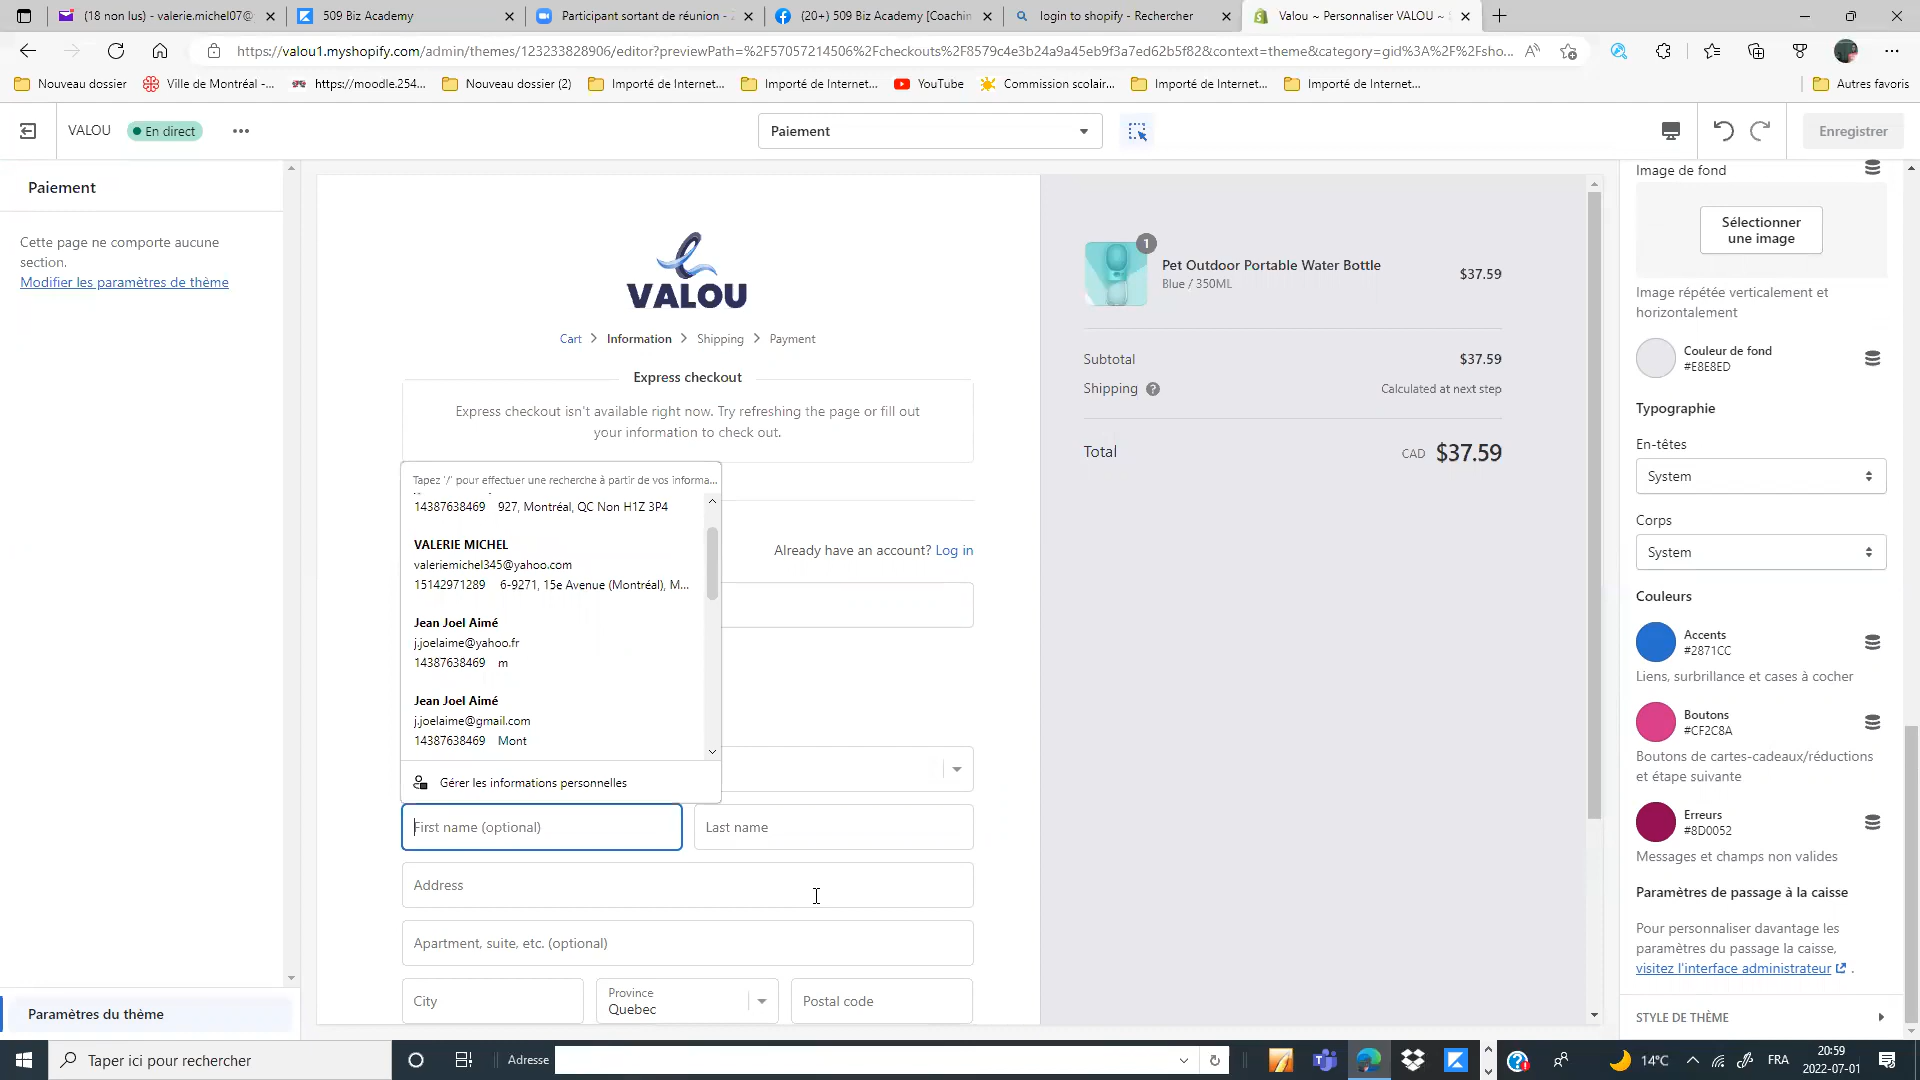 (18 non lus) - valerie.michel07@
509 Biz Academy
Participant sortant de réunion -
(20+) 509 Biz Academy [Coachin
login to shopify - Rechercher
Valou ~ Personnaliser VALOU ~
https://valou1.myshopify.com/admin/themes/123233828906/editor?previewPath=%2F57057214506%2Fcheckouts%2F8579c4e3b24a9a45eb9f3a7ed62b5f82&context=theme&category=gid%3A%2F%2Fsho...
Nouveau dossier
Ville de Montréal -...
https://moodle.254...
Nouveau dossier (2)
Importé de Internet...
Importé de Internet...
YouTube
Commission scolair...
Importé de Internet...
Importé de Internet...
Autres favoris
VALOU
En direct
Paiement
Enregistrer
Paiement
Cette page ne comporte aucune
section.
Modifier les paramètres de thème
Paramètres du thème
VALOU
Cart > Information > Shipping > Payment
Express checkout
Express checkout isn't available right now. Try refreshing the page or fill out
your information to check out.
Tapez '/' pour effectuer une recherche à partir de vos informa...
14387638469 927, Montréal, QC Non H1Z 3P4
VALERIE MICHEL
valeriemichel345@yahoo.com
15142971289 6-9271, 15e Avenue (Montréal), M...
Jean Joel Aimé
j.joelaime@yahoo.fr
14387638469 m
Jean Joel Aimé
j.joelaime@gmail.com
14387638469 Mont
Gérer les informations personnelles
Already have an account? Log in
First name (optional)
Last name
Address
Apartment, suite, etc. (optional)
City
Province
Quebec
Postal code
1
Pet Outdoor Portable Water Bottle
Blue / 350ML
$37.59
Subtotal
$37.59
Shipping ?
Calculated at next step
Total
CAD $37.59
Image de fond
Sélectionner
une image
Image répétée verticalement et
horizontalement
Couleur de fond
#E8E8ED
Typographie
En-têtes
System
Corps
System
Couleurs
Accents
#2871CC
Liens, surbrillance et cases à cocher
Boutons
#CF2C8A
Boutons de cartes-cadeaux/réductions
et étape suivante
Erreurs
#8D0052
Messages et champs non valides
Paramètres de passage à la caisse
Pour personnaliser davantage les
paramètres du passage la caisse,
visitez l'interface administrateur .
STYLE DE THÈME
Taper ici pour rechercher
Adresse
14°C
FRA
20:59
2022-07-01